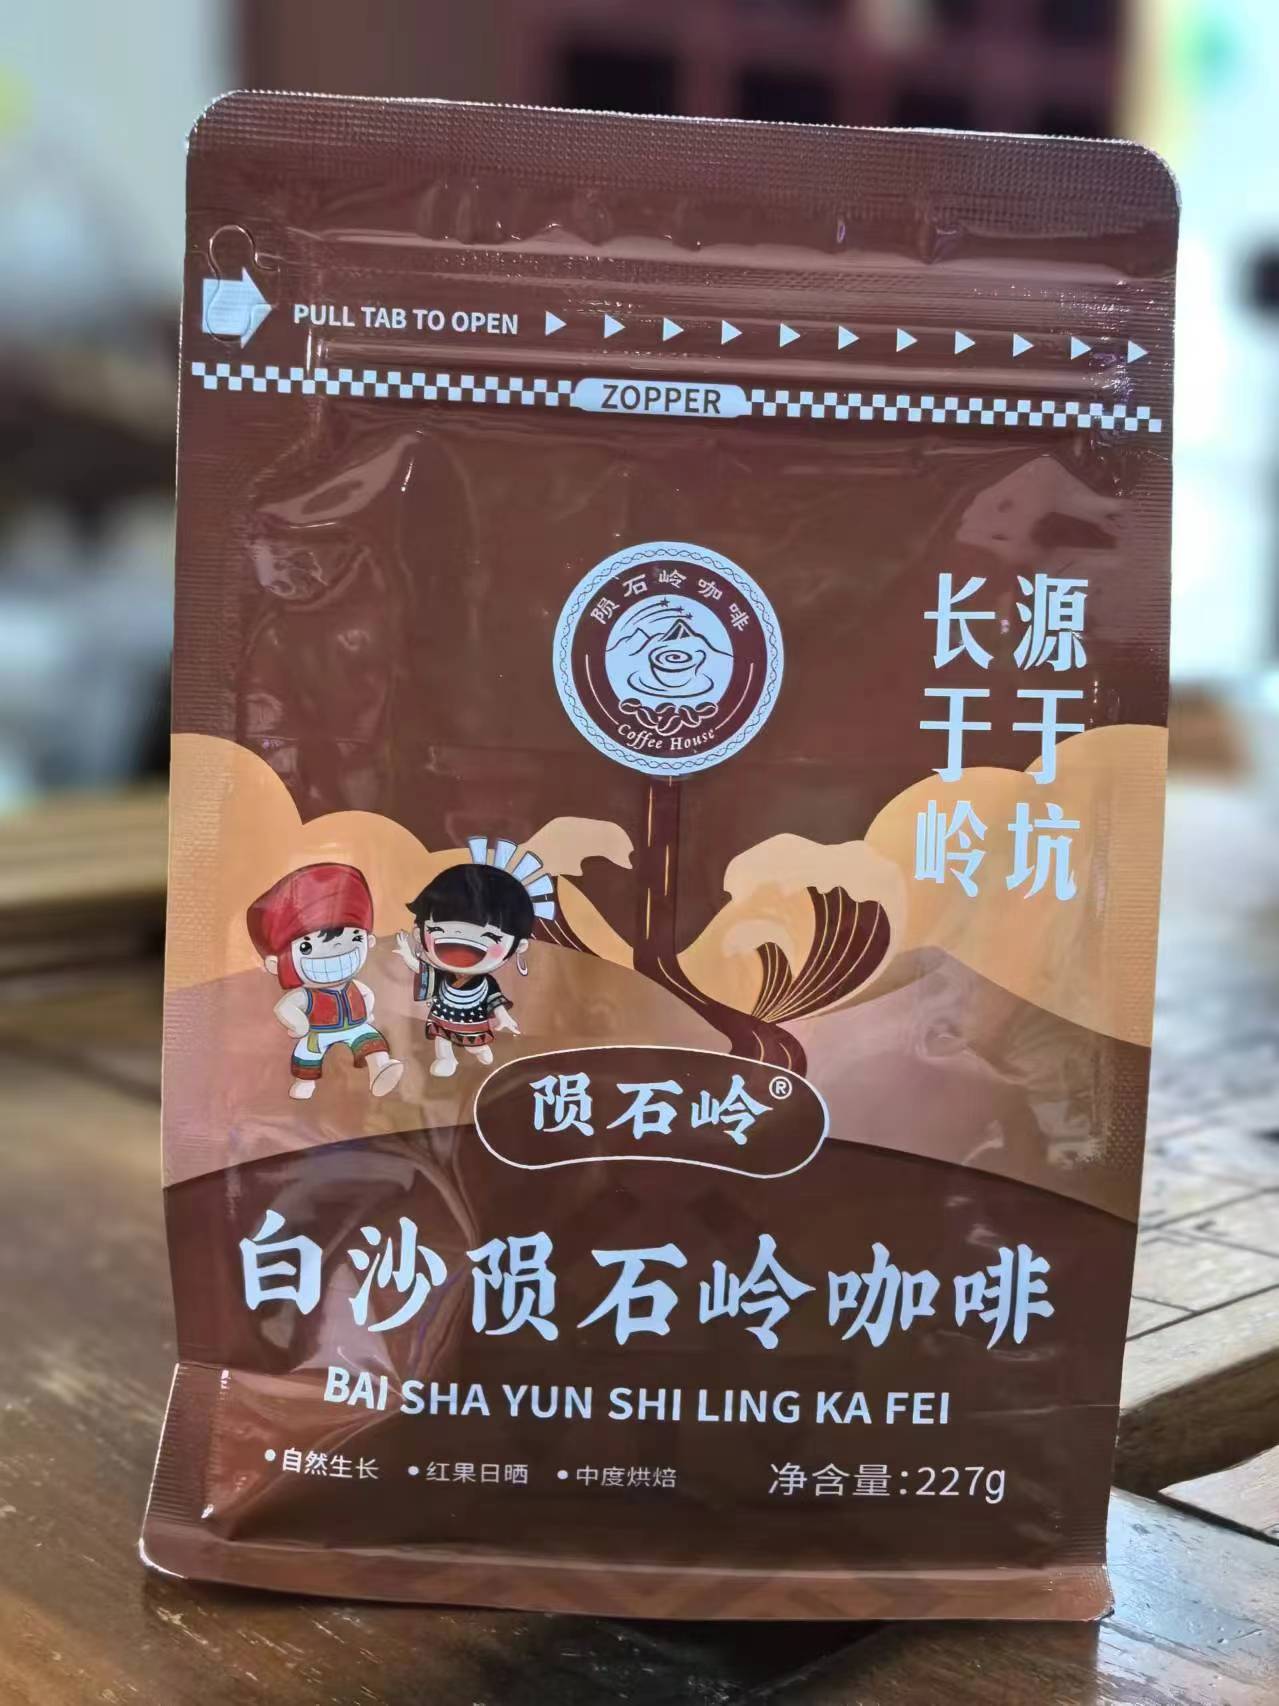 PULL TAB TO OPEN
ZOPPER
陨石岭咖啡
Coffee House
源于坑
长于岭
陨石岭®
白沙陨石岭咖啡
BAI SHA YUN SHI LING KA FEI
•自然生长 •红果日晒 •中度烘焙 净含量:227g